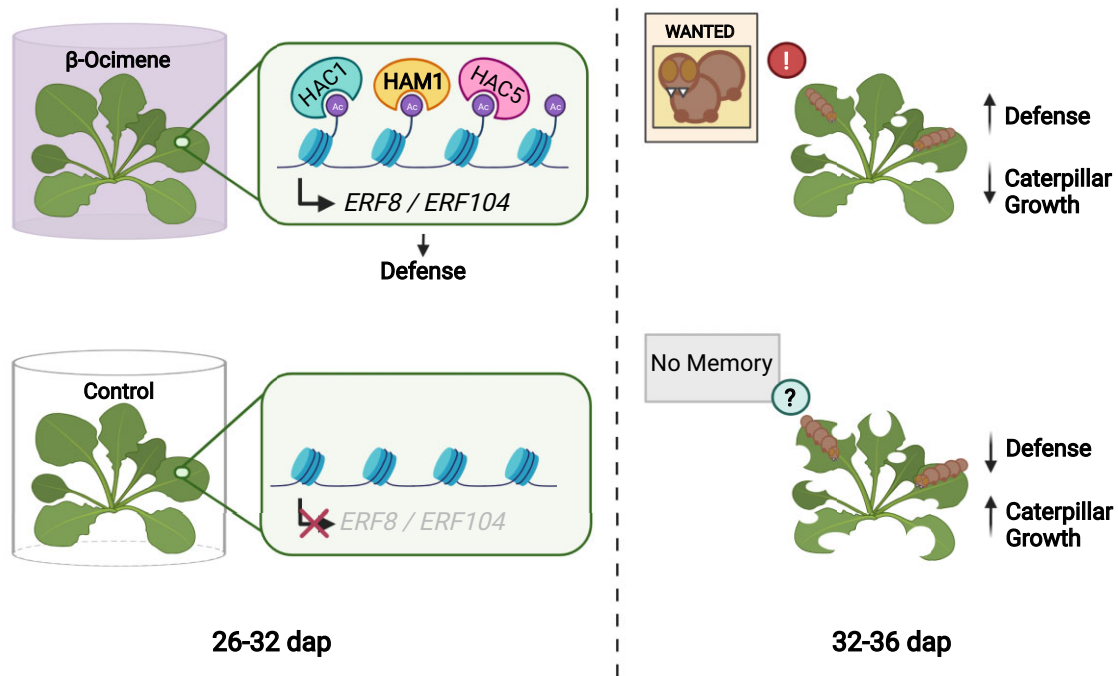 β-Ocimene
HAC1
HAM1
HAC5
Ac
Ac
Ac
Ac
ERF8 / ERF104
Defense
WANTED
!
Defense
Caterpillar
Growth
Control
ERF8 / ERF104
No Memory
?
Defense
Caterpillar
Growth
26-32 dap
32-36 dap